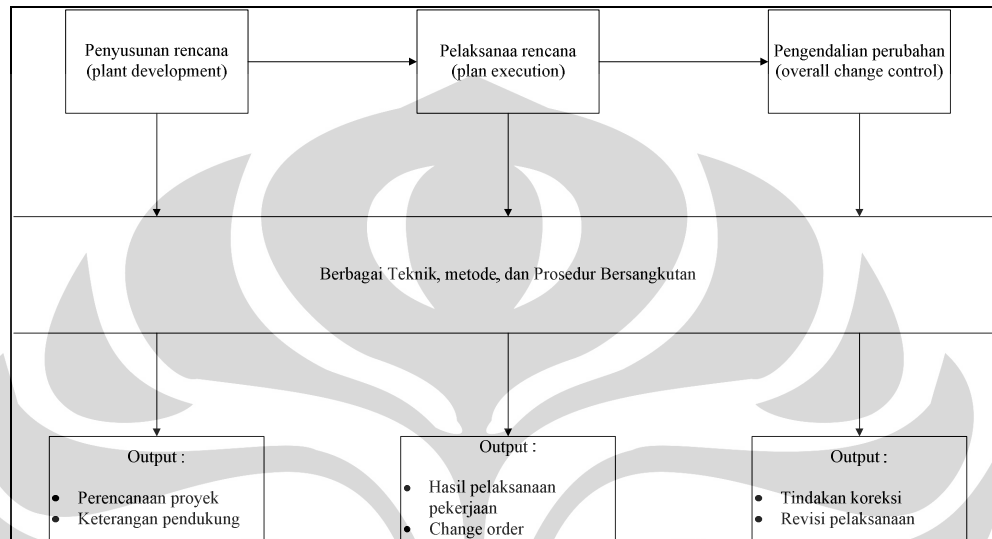 Penyusunan rencana
(plant development)
Pelaksanaa rencana
(plan execution)
Pengendalian perubahan
(overall change control)
Berbagai Teknik, metode, dan Prosedur Bersangkutan
Output :
• Perencanaan proyek
• Keterangan pendukung
Output :
• Hasil pelaksanaan
pekerjaan
• Change order
Output :
• Tindakan koreksi
• Revisi pelaksanaan